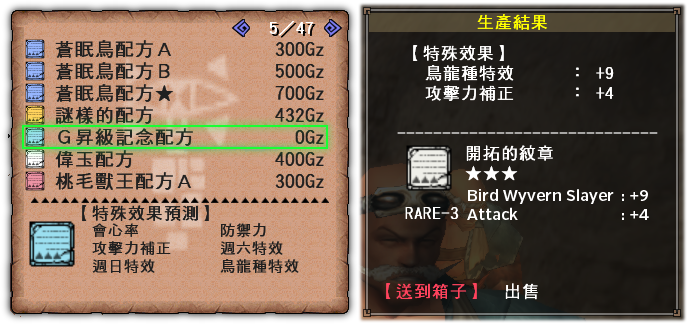 5/47
蒼眠鳥配方A 300Gz
蒼眠鳥配方B 500Gz
蒼眠鳥配方★ 700Gz
謎樣的配方 432Gz
G昇級記念配方 0Gz
偉玉配方 400Gz
桃毛獸王配方A 300Gz
【特殊效果預測】
會心率 防禦力
攻擊力補正 週六特效
週日特效 鳥龍種特效
生產結果
【特殊效果】
鳥龍種特效 : +9
攻擊力補正 : +4
開拓的紋章
★★★
Bird Wyvern Slayer : +9
RARE-3 Attack : +4
【送到箱子】 出售